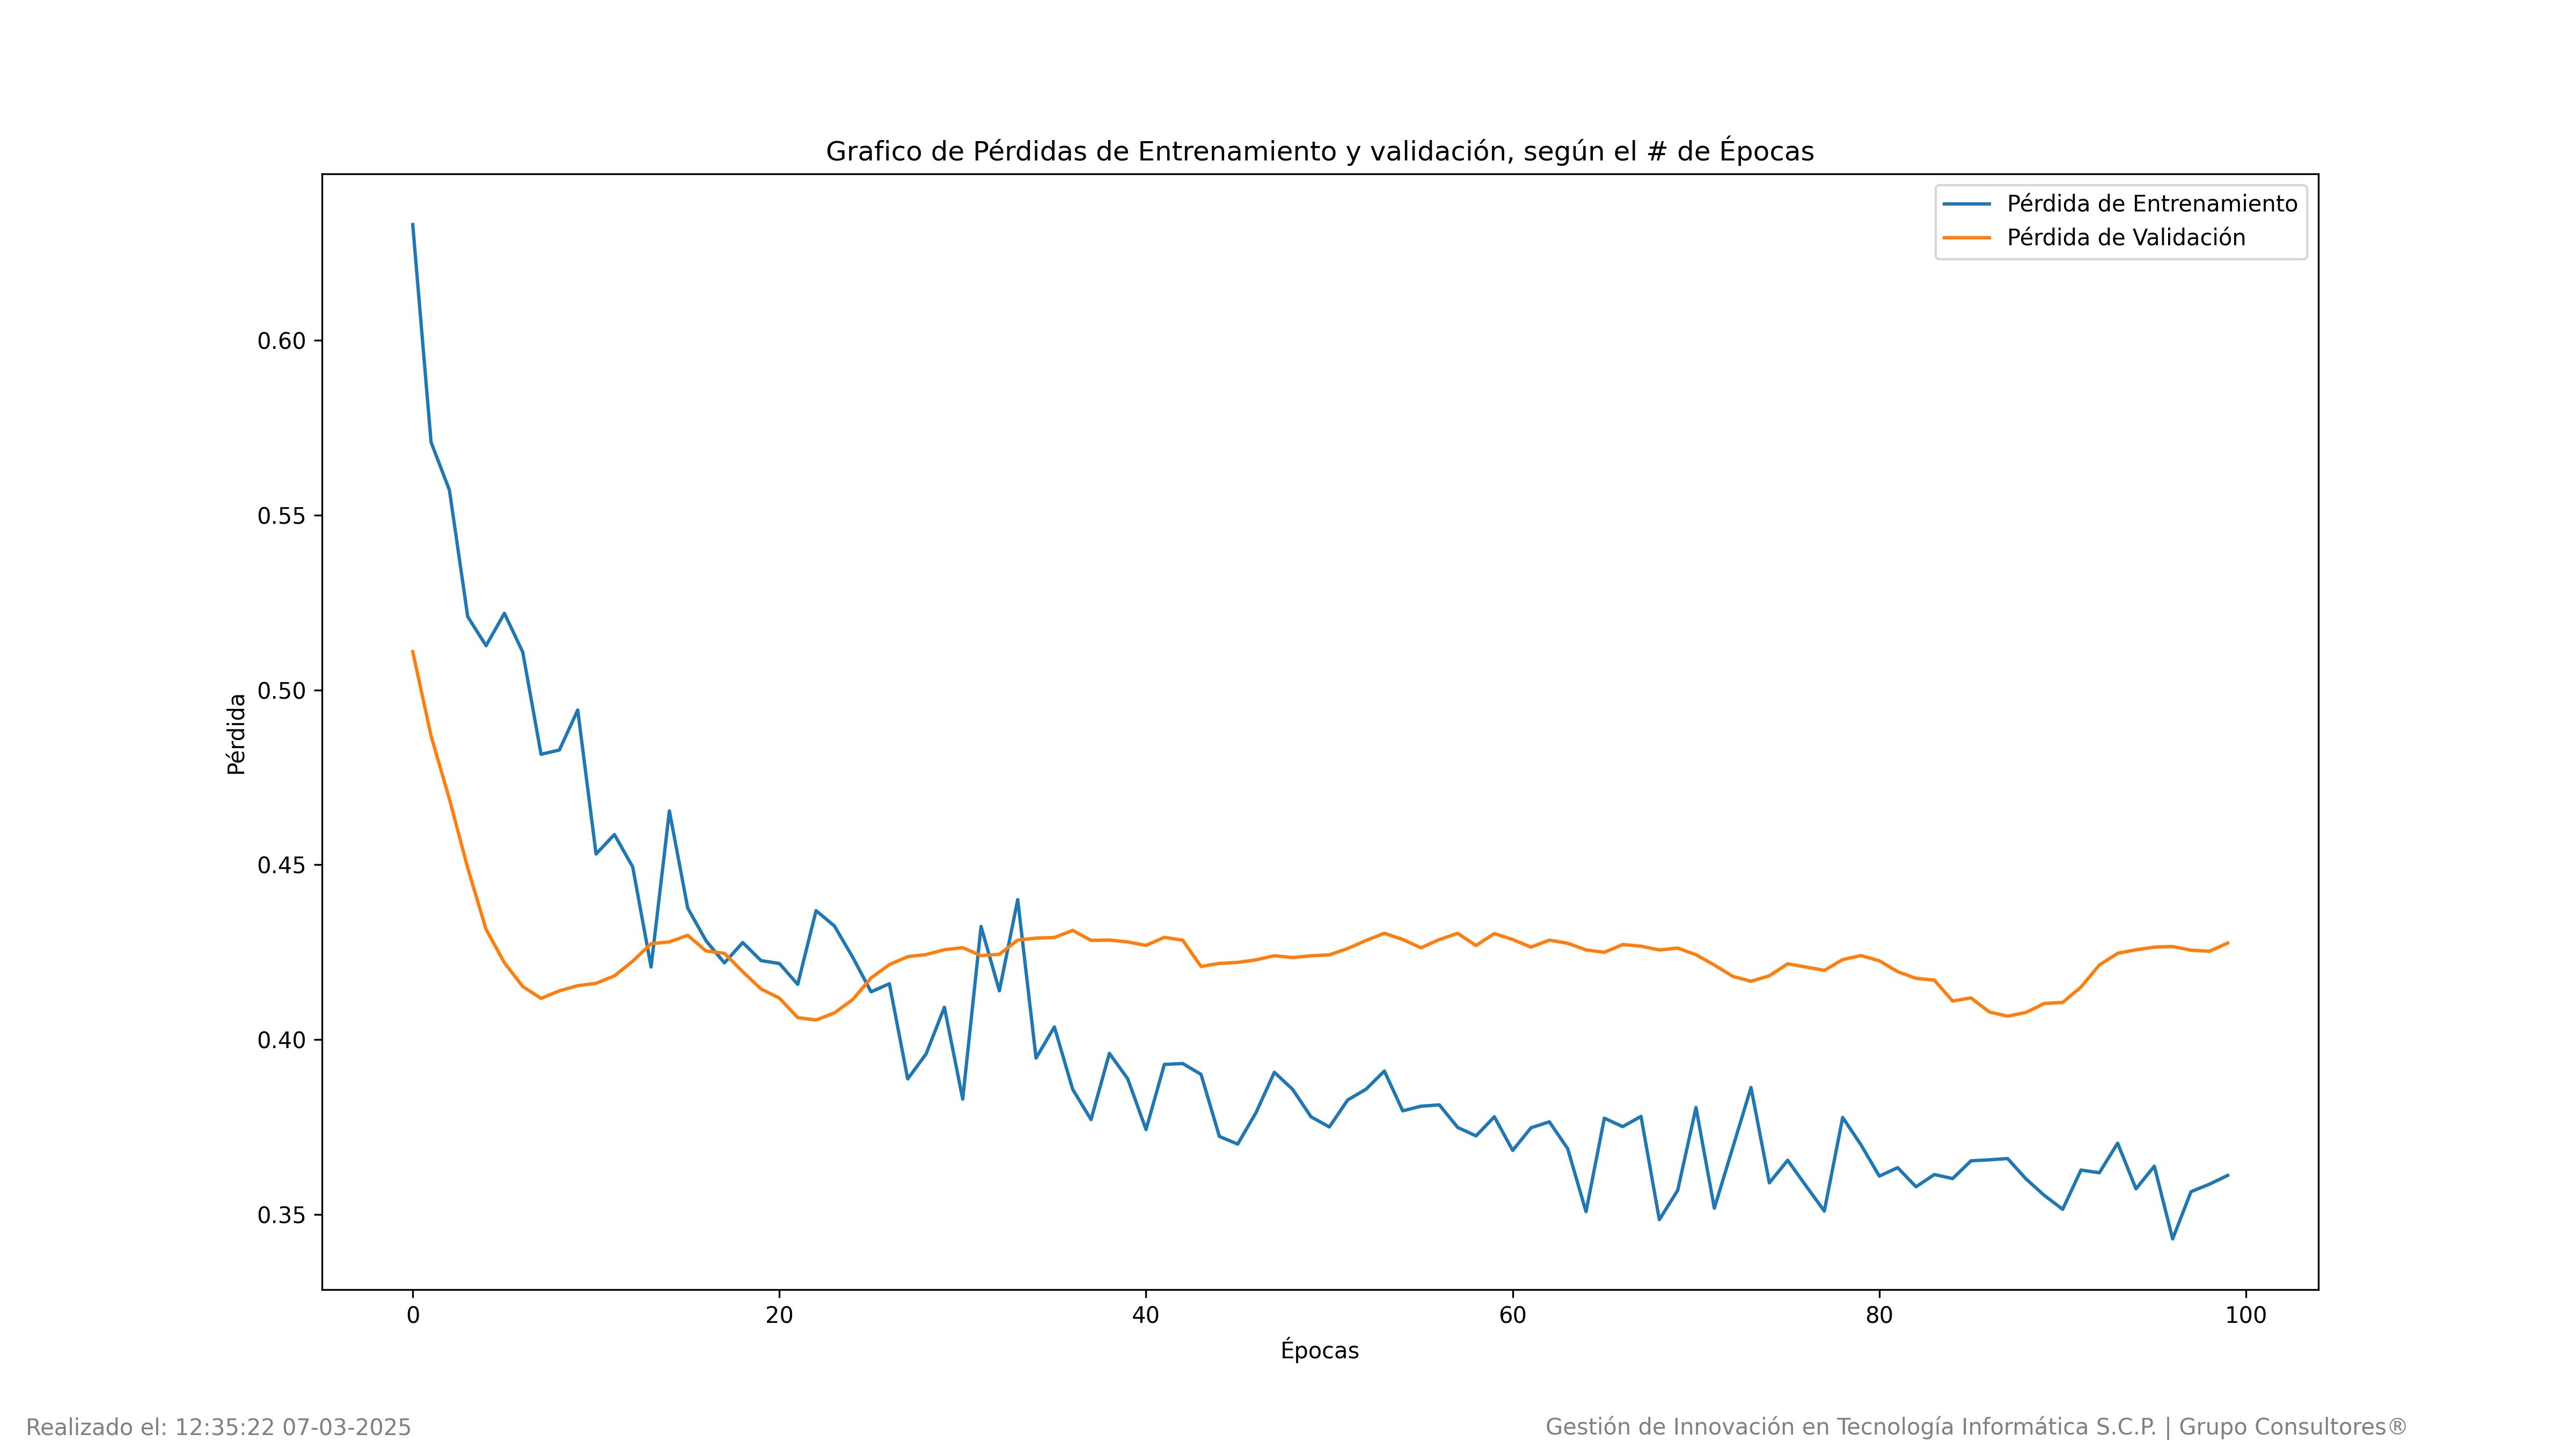 Grafico de Pérdidas de Entrenamiento y validación, según el # de Épocas
Pérdida de Entrenamiento
Pérdida de Validación
0.60
0.55
0.50
0.45
0.40
0.35
Pérdida
0 20 40 60 80 100
Épocas
Realizado el: 12:35:22 07-03-2025
Gestión de Innovación en Tecnología Informática S.C.P. | Grupo Consultores®